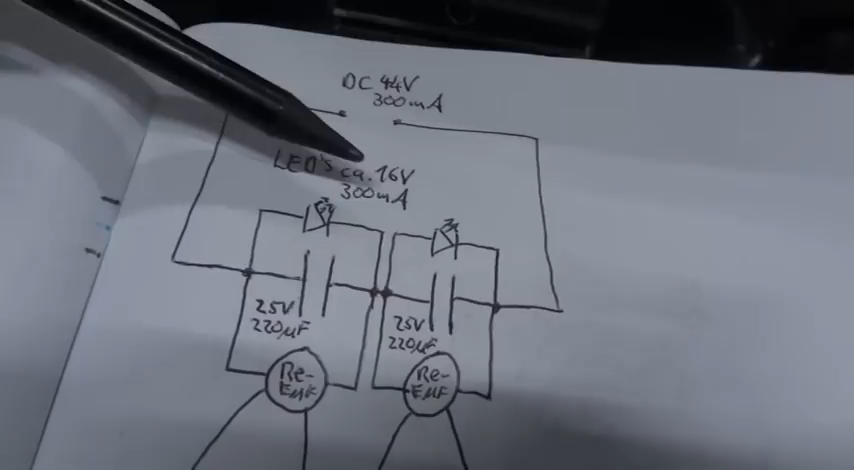 DC 44V
300mA
LED's ca. 16V
300mA
25V
220µF
25V
220µF
Re-
EMF
Re-
EMF